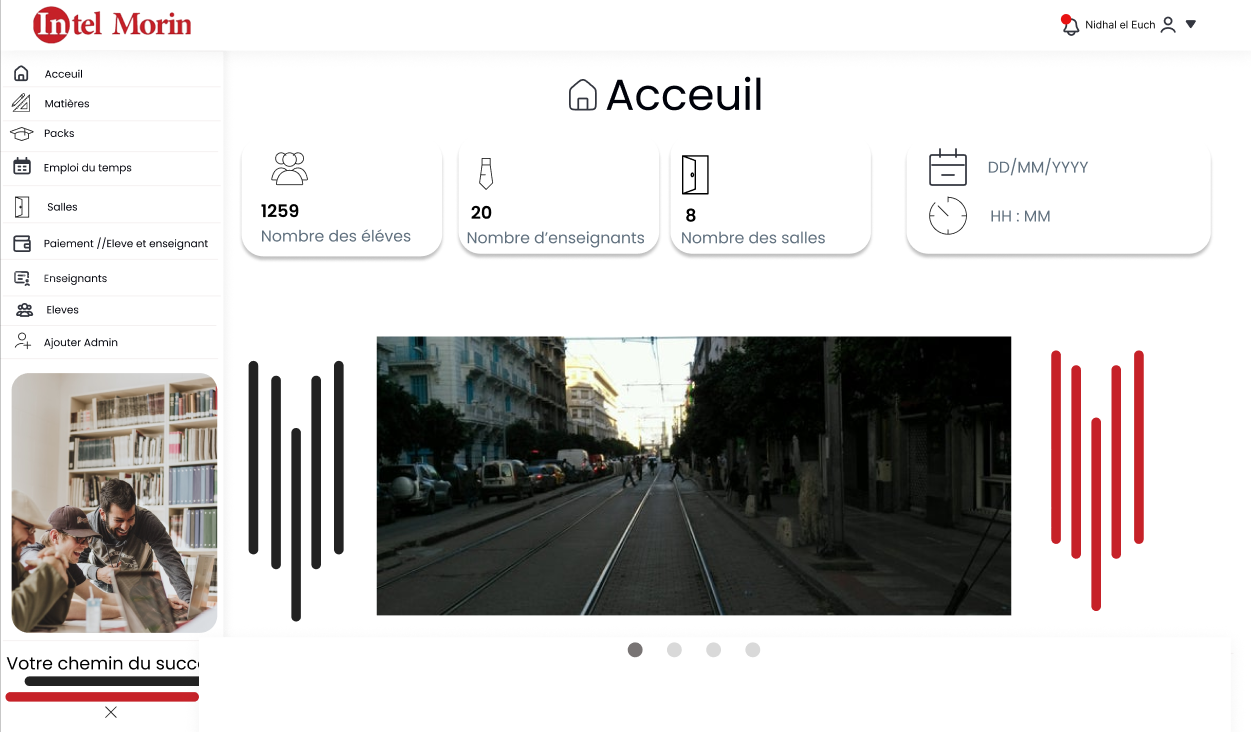 Intel Morin
Nidhal el Euch
Acceuil
Matières
Packs
Emploi du temps
Salles
Paiement //Eleve et enseignant
Enseignants
Eleves
Ajouter Admin
Votre chemin du succe
Acceuil
1259
Nombre des éléves
20
Nombre d’enseignants
8
Nombre des salles
DD/MM/YYYY
HH : MM